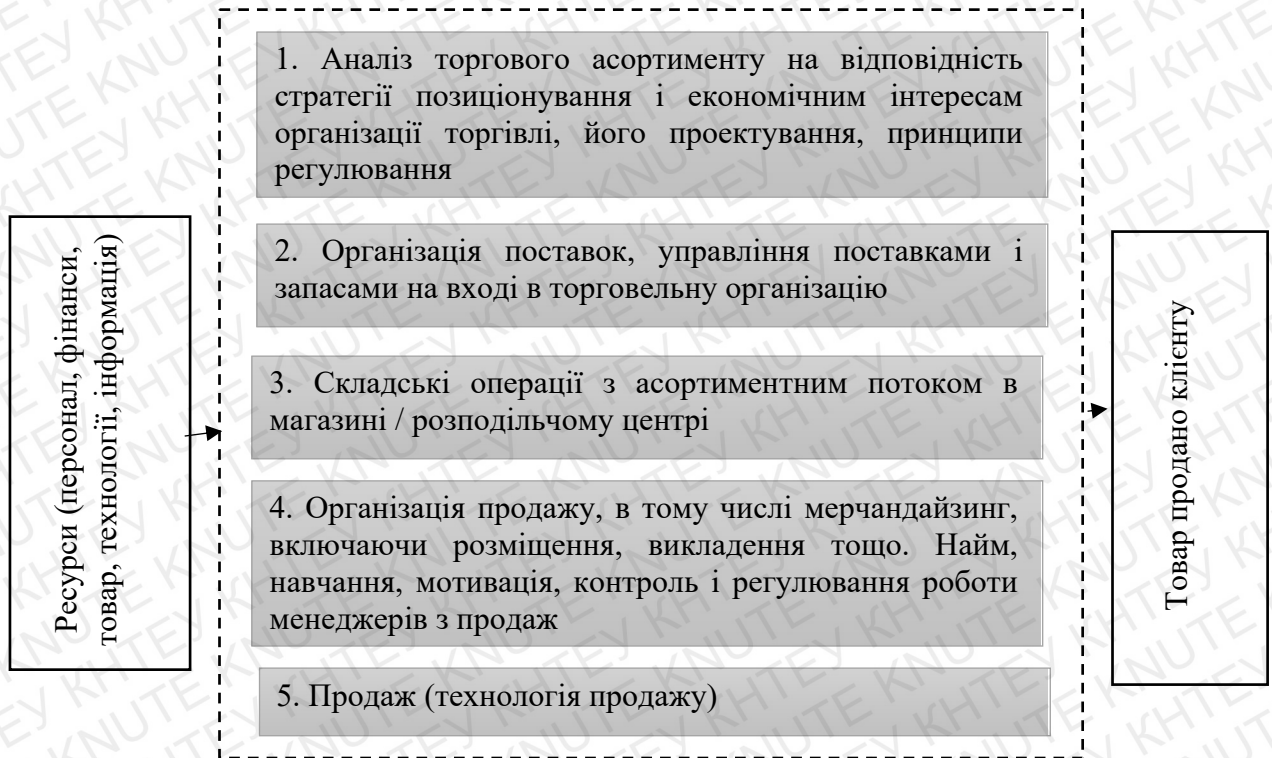 1. Аналіз торгового асортименту на відповідність
стратегії позиціонування і економічним інтересам
організації торгівлі, його проектування, принципи
регулювання
Ресурси (персонал, фінанси,
товар, технології, інформація)
2. Організація поставок, управління поставками і
запасами на вході в торговельну організацію
3. Складські операції з асортиментним потоком в
магазині / розподільчому центрі
4. Організація продажу, в тому числі мерчандайзинг,
включаючи розміщення, викладення тощо. Найм,
навчання, мотивація, контроль і регулювання роботи
менеджерів з продаж
5. Продаж (технологія продажу)
Товар продано клієнту